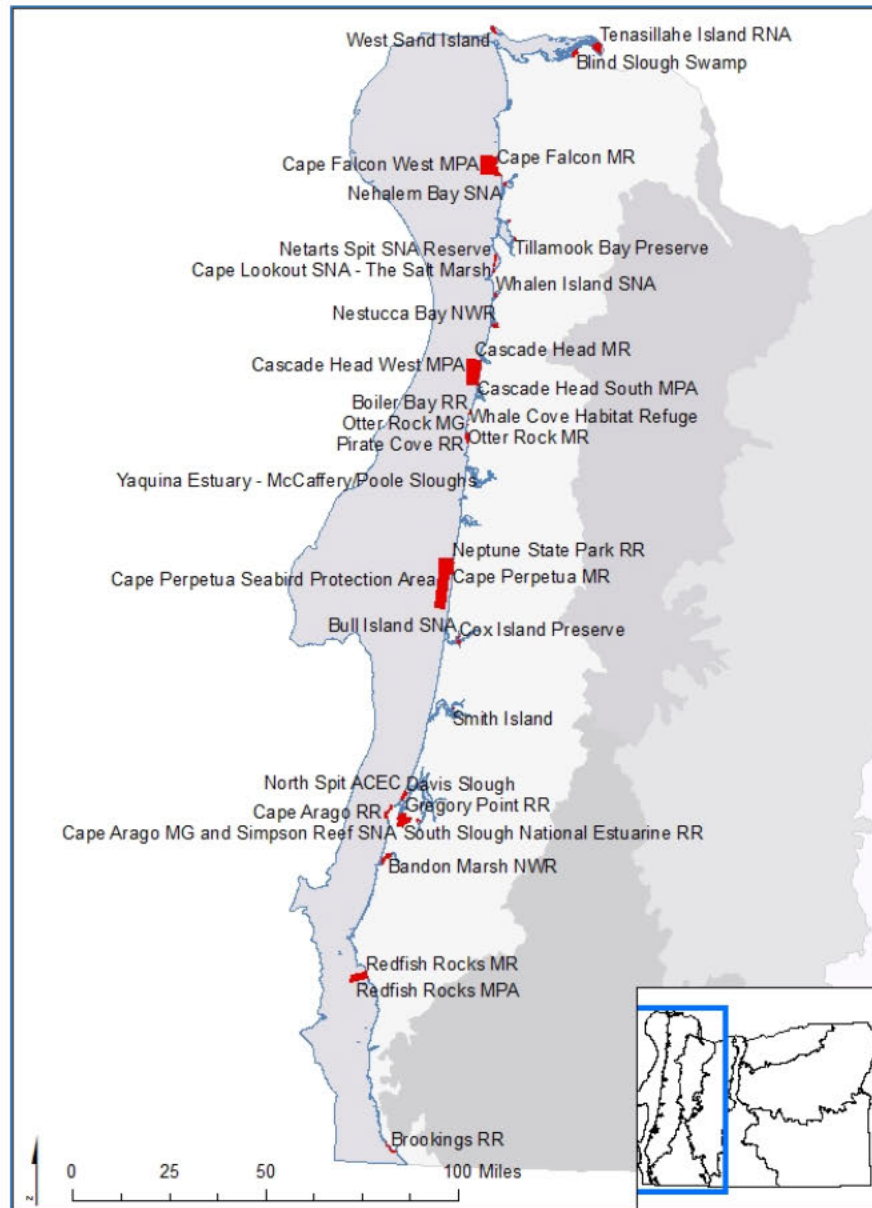 West Sand Island
Tenasillahe Island RNA
Blind Slough Swamp
Cape Falcon West MPA
Cape Falcon MR
Nehalem Bay SNA
Netarts Spit SNA Reserve
Tillamook Bay Preserve
Cape Lookout SNA - The Salt Marsh
Whalen Island SNA
Nestucca Bay NWR
Cascade Head MR
Cascade Head West MPA
Cascade Head South MPA
Boiler Bay RR
Whale Cove Habitat Refuge
Otter Rock MG
Otter Rock MR
Pirate Cove RR
Yaquina Estuary - McCaffery/Poole Sloughs
Neptune State Park RR
Cape Perpetua Seabird Protection Area
Cape Perpetua MR
Bull Island SNA
Cox Island Preserve
Smith Island
North Spit ACEC
Davis Slough
Cape Arago RR
Gregory Point RR
Cape Arago MG and Simpson Reef SNA
South Slough National Estuarine RR
Bandon Marsh NWR
Redfish Rocks MR
Redfish Rocks MPA
Brookings RR
0 25 50 100 Miles
z